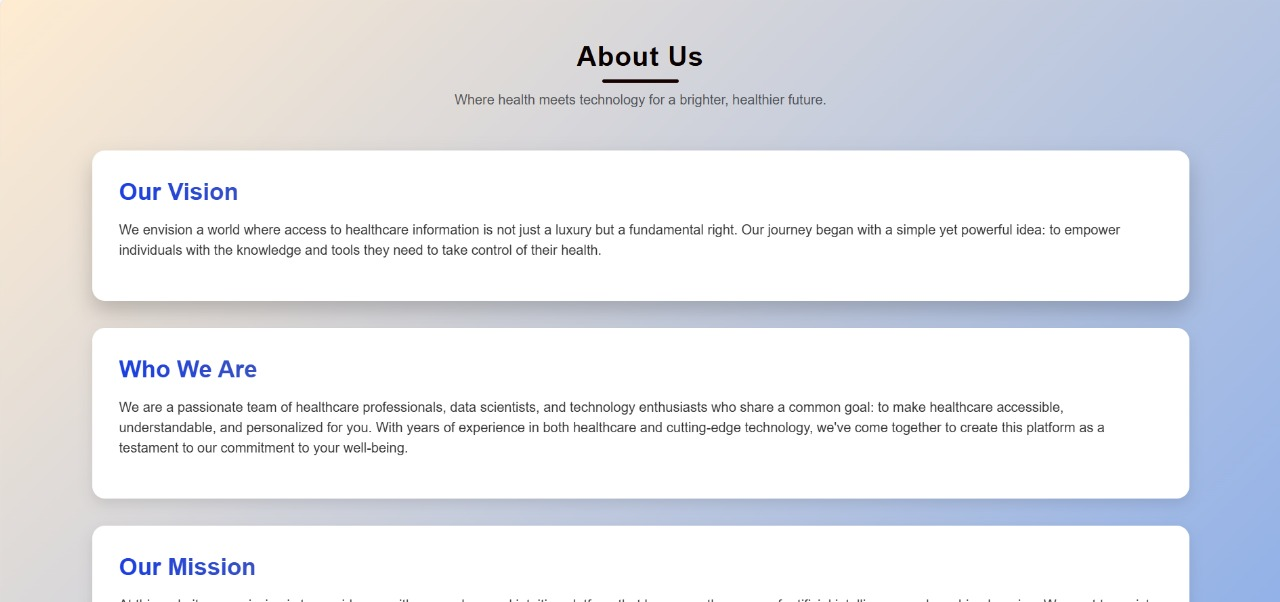 About Us
Where health meets technology for a brighter, healthier future.
Our Vision
We envision a world where access to healthcare information is not just a luxury but a fundamental right. Our journey began with a simple yet powerful idea: to empower
individuals with the knowledge and tools they need to take control of their health.
Who We Are
We are a passionate team of healthcare professionals, data scientists, and technology enthusiasts who share a common goal: to make healthcare accessible,
understandable, and personalized for you. With years of experience in both healthcare and cutting-edge technology, we've come together to create this platform as a
testament to our commitment to your well-being.
Our Mission